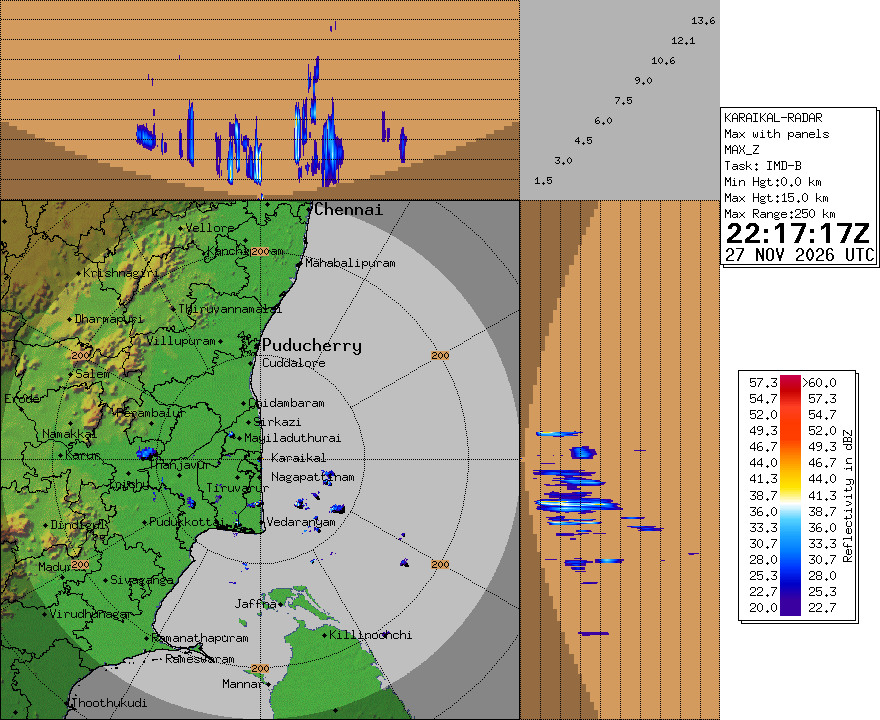 13.6
12.1
10.6
9.0
7.5
6.0
4.5
3.0
1.5
KARAIKAL-RADAR
Max with panels
MAX_Z
Task: IMD-B
Min Hgt:0.0 km
Max Hgt:15.0 km
Max Range:250 km
22:17:17Z
27 NOV 2026 UTC
Chennai
Vellore
200
Mahabalipuram
Krishnagiri
Thiruvannamalai
Dharmapuri
Villupuram
Puducherry
200
200
Cuddalore
Salem
Erode
Chidambaram
Perambalur
Sirkazi
Namakkal
Mayiladuthurai
Karur
Karaikal
Thanjavur
Nagapattinam
Tiruvarur
Pudukkottai
Vedaranyam
Dindigul
200
200
Madurai
Sivaganga
Jaffna
Virudhunagar
Ramanathapuram
Killinochchi
Rameswaram
200
Mannar
Thoothukudi
57.3 >60.0
54.7 57.3
52.0 54.7
49.3 52.0
46.7 49.3
44.0 46.7
41.3 44.0
38.7 41.3
36.0 38.7
33.3 36.0
30.7 33.3
28.0 30.7
25.3 28.0
22.7 25.3
20.0 22.7
Reflectivity in dBZ